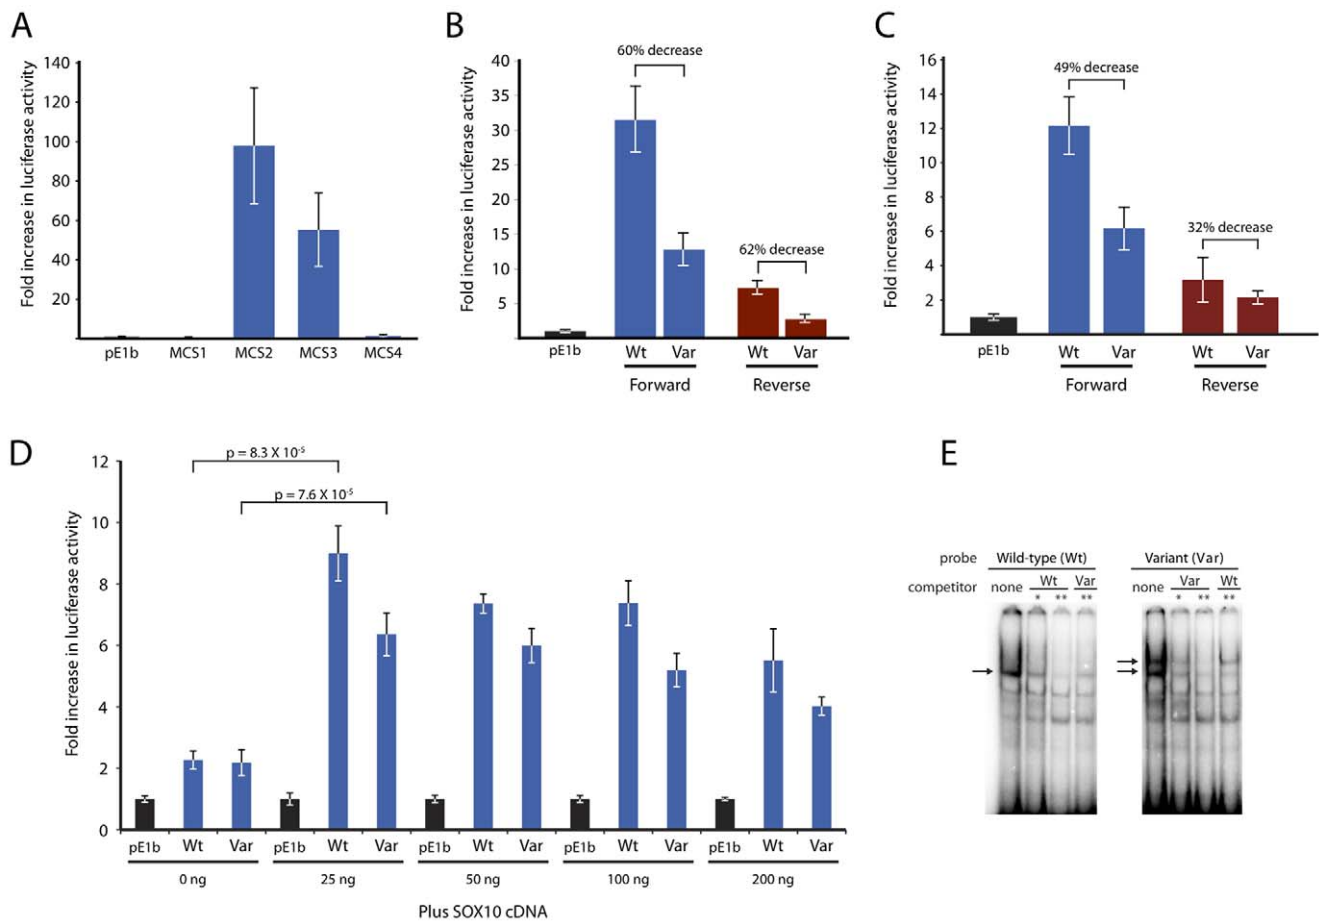 A
Fold increase in luciferase activity
140
120
100
80
60
40
20
pE1b MCS1 MCS2 MCS3 MCS4
B
Fold increase in luciferase activity
40
35
30
25
20
15
10
5
60% decrease
62% decrease
pE1b Wt Var Wt Var
Forward Reverse
C
Fold increase in luciferase activity
16
14
12
10
8
6
4
2
49% decrease
32% decrease
pE1b Wt Var Wt Var
Forward Reverse
D
Fold increase in luciferase activity
12
10
8
6
4
2
0
p = 8.3 X 10⁻⁵
p = 7.6 X 10⁻⁵
pE1b Wt Var pE1b Wt Var pE1b Wt Var pE1b Wt Var pE1b Wt Var
0 ng 25 ng 50 ng 100 ng 200 ng
Plus SOX10 cDNA
E
probe Wild-type (Wt) Variant (Var)
competitor none Wt Var none Var Wt
* ** ** * ** **